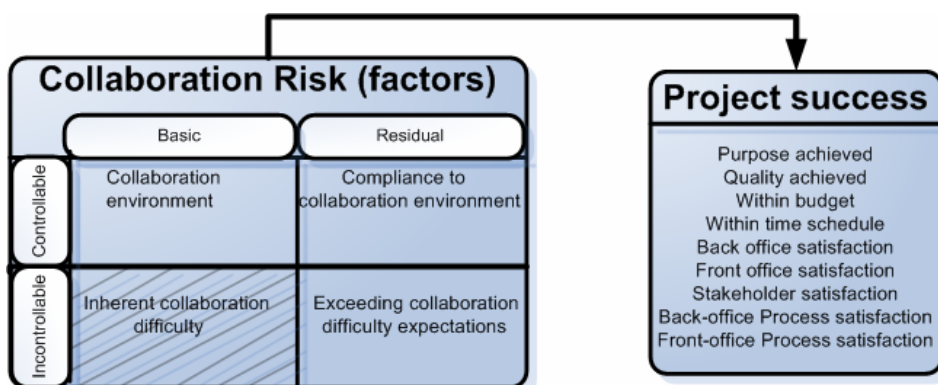 Collaboration Risk (factors)
Basic
Residual
Controllable
Collaboration
environment
Compliance to
collaboration environment
Incontrollable
Inherent collaboration
difficulty
Exceeding collaboration
difficulty expectations
Project success
Purpose achieved
Quality achieved
Within budget
Within time schedule
Back office satisfaction
Front office satisfaction
Stakeholder satisfaction
Back-office Process satisfaction
Front-office Process satisfaction